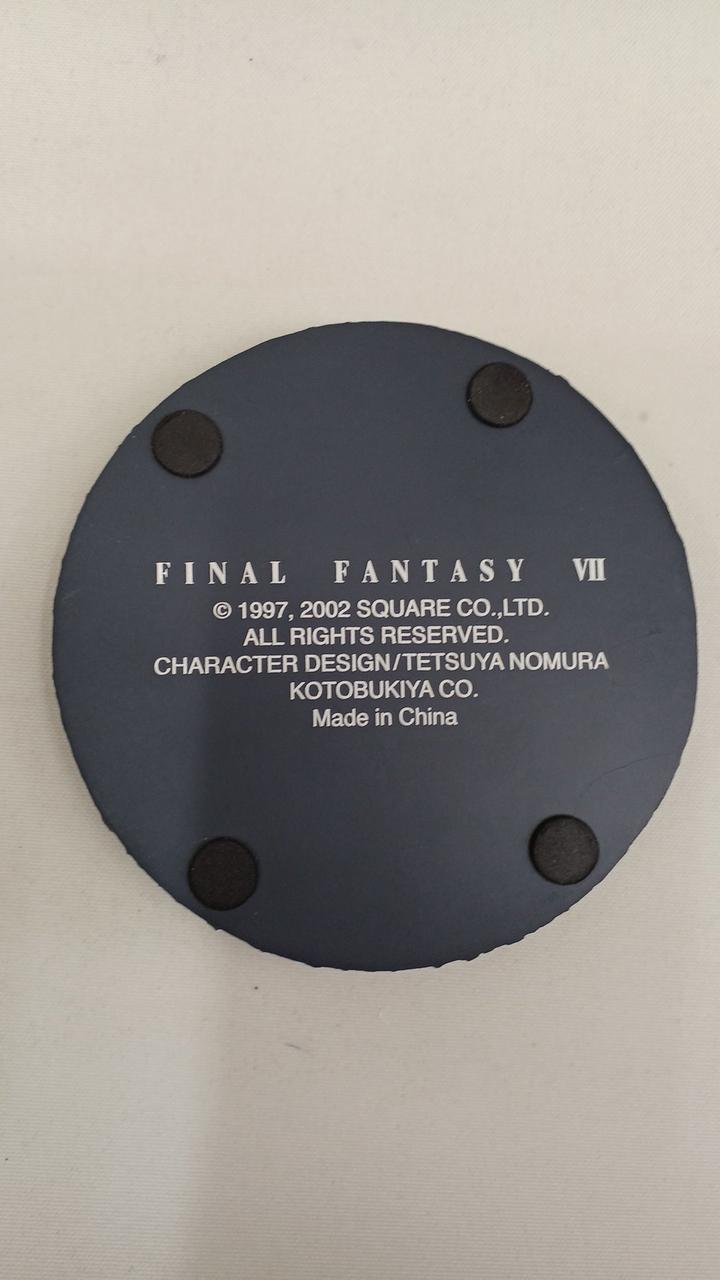 FINAL FANTASY VII
© 1997, 2002 SQUARE CO.,LTD.
ALL RIGHTS RESERVED.
CHARACTER DESIGN/TETSUYA NOMURA
KOTOBUKIYA CO.
Made in China